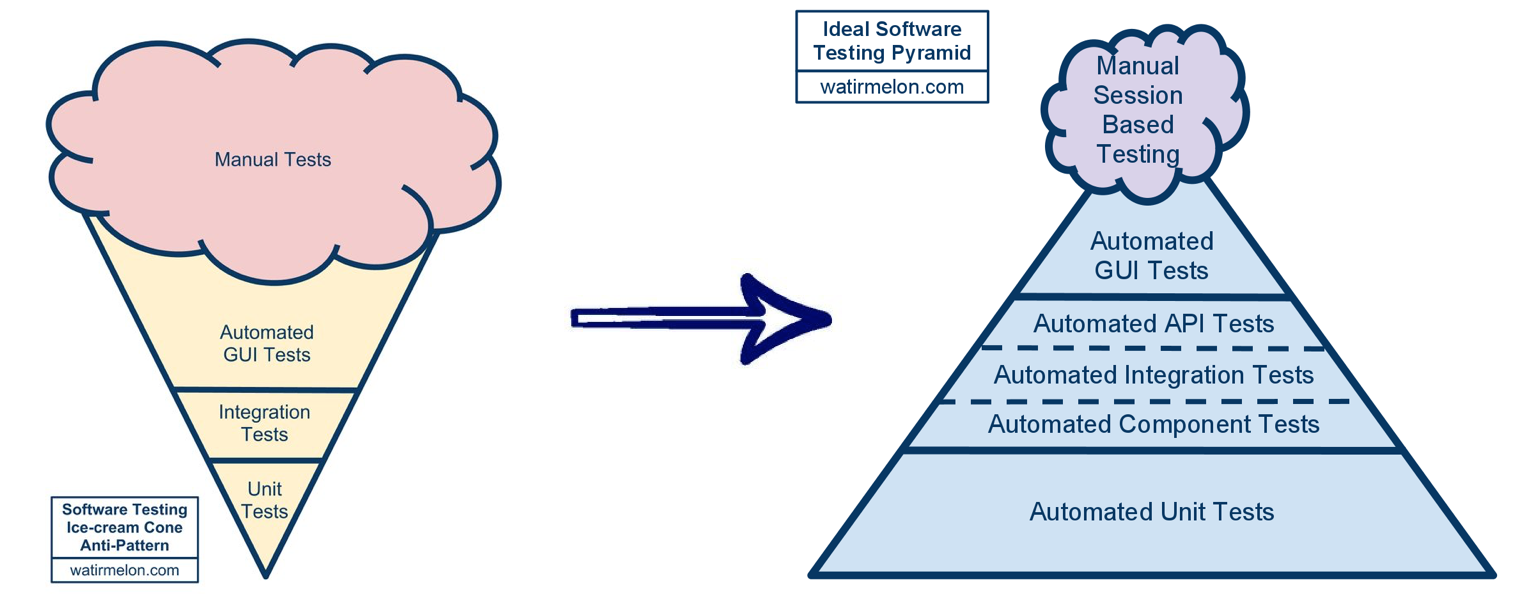 Manual Tests
Automated
GUI Tests
Integration
Tests
Unit
Tests
Software Testing
Ice-cream Cone
Anti-Pattern
watirmelon.com
Ideal Software
Testing Pyramid
watirmelon.com
Manual
Session
Based
Testing
Automated
GUI Tests
Automated API Tests
Automated Integration Tests
Automated Component Tests
Automated Unit Tests